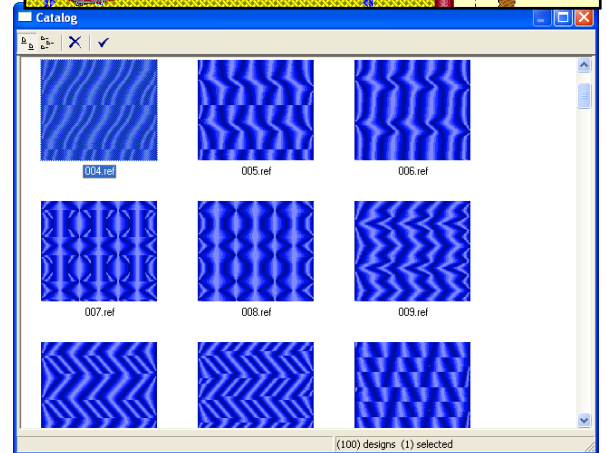 Catalog
004.ref
005.ref
006.ref
007.ref
008.ref
009.ref
(100) designs (1) selected